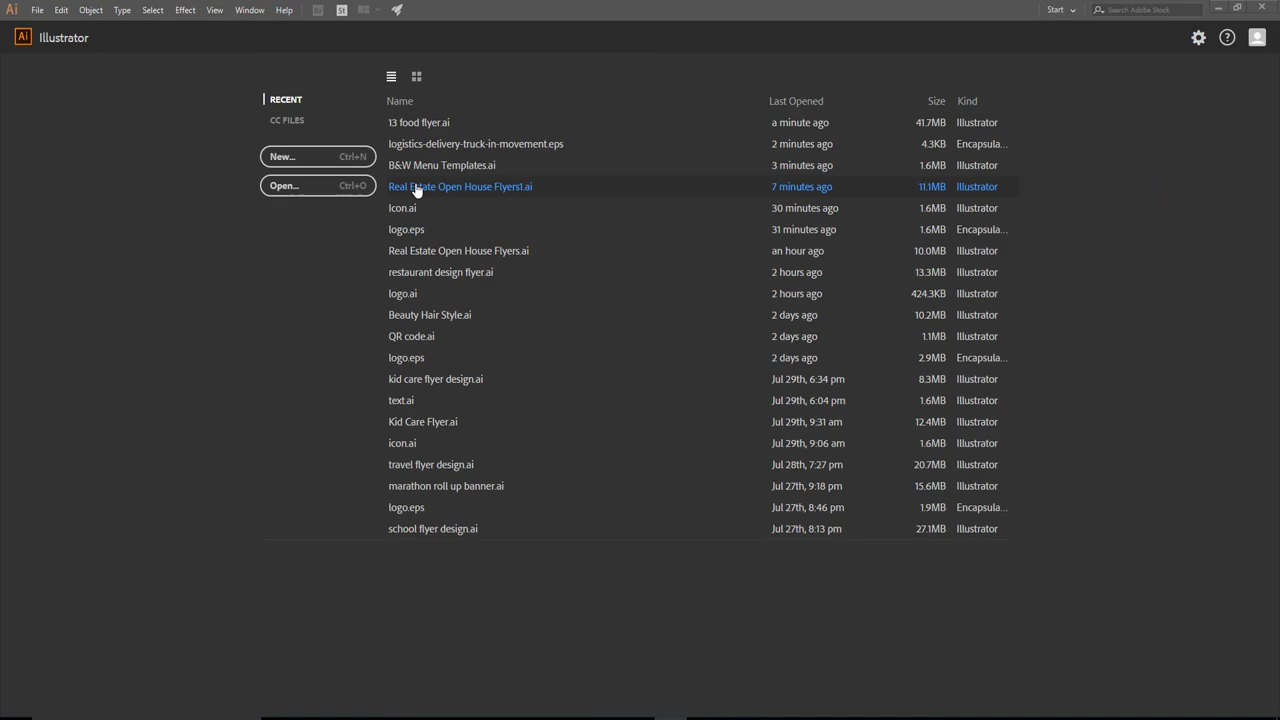 Ai File Edit Object Type Select Effect View Window Help Br St Start Search Adobe Stock
Ai Illustrator
RECENT
CC FILES
New... Ctrl+N
Open... Ctrl+O
Name Last Opened Size Kind
13 food flyer.ai a minute ago 41.7MB Illustrator
logistics-delivery-truck-in-movement.eps 2 minutes ago 4.3KB Encapsula...
B&W Menu Templates.ai 3 minutes ago 1.6MB Illustrator
Real Estate Open House Flyers1.ai 7 minutes ago 11.1MB Illustrator
Icon.ai 30 minutes ago 1.6MB Illustrator
logo.eps 31 minutes ago 1.6MB Encapsula...
Real Estate Open House Flyers.ai an hour ago 10.0MB Illustrator
restaurant design flyer.ai 2 hours ago 13.3MB Illustrator
logo.ai 2 hours ago 424.3KB Illustrator
Beauty Hair Style.ai 2 days ago 10.2MB Illustrator
QR code.ai 2 days ago 1.1MB Illustrator
logo.eps 2 days ago 2.9MB Encapsula...
kid care flyer design.ai Jul 29th, 6:34 pm 8.3MB Illustrator
text.ai Jul 29th, 6:04 pm 1.6MB Illustrator
Kid Care Flyer.ai Jul 29th, 9:31 am 12.4MB Illustrator
icon.ai Jul 29th, 9:06 am 1.6MB Illustrator
travel flyer design.ai Jul 28th, 7:27 pm 20.7MB Illustrator
marathon roll up banner.ai Jul 27th, 9:18 pm 15.6MB Illustrator
logo.eps Jul 27th, 8:46 pm 1.9MB Encapsula...
school flyer design.ai Jul 27th, 8:13 pm 27.1MB Illustrator